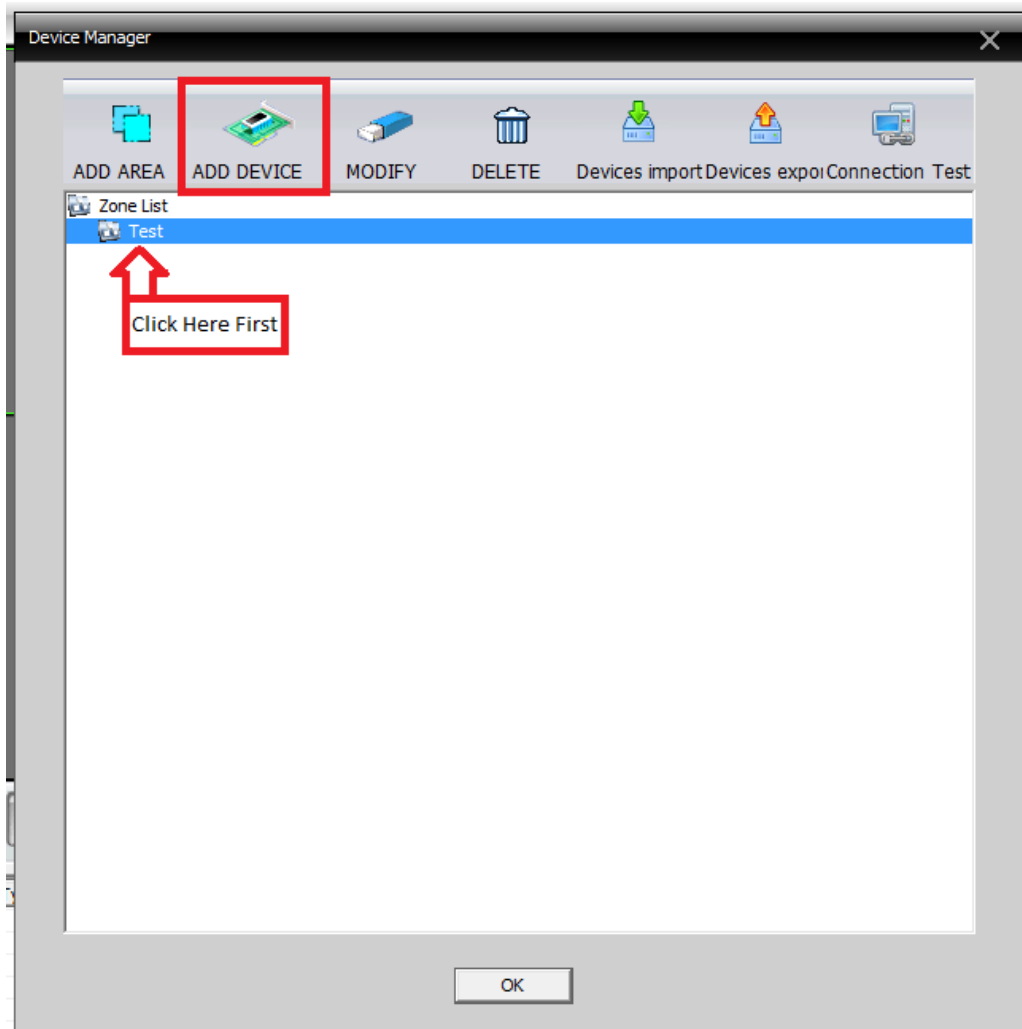 Device Manager
ADD AREA ADD DEVICE MODIFY DELETE Devices import Devices expor Connection Test
Zone List
Test
Click Here First
OK